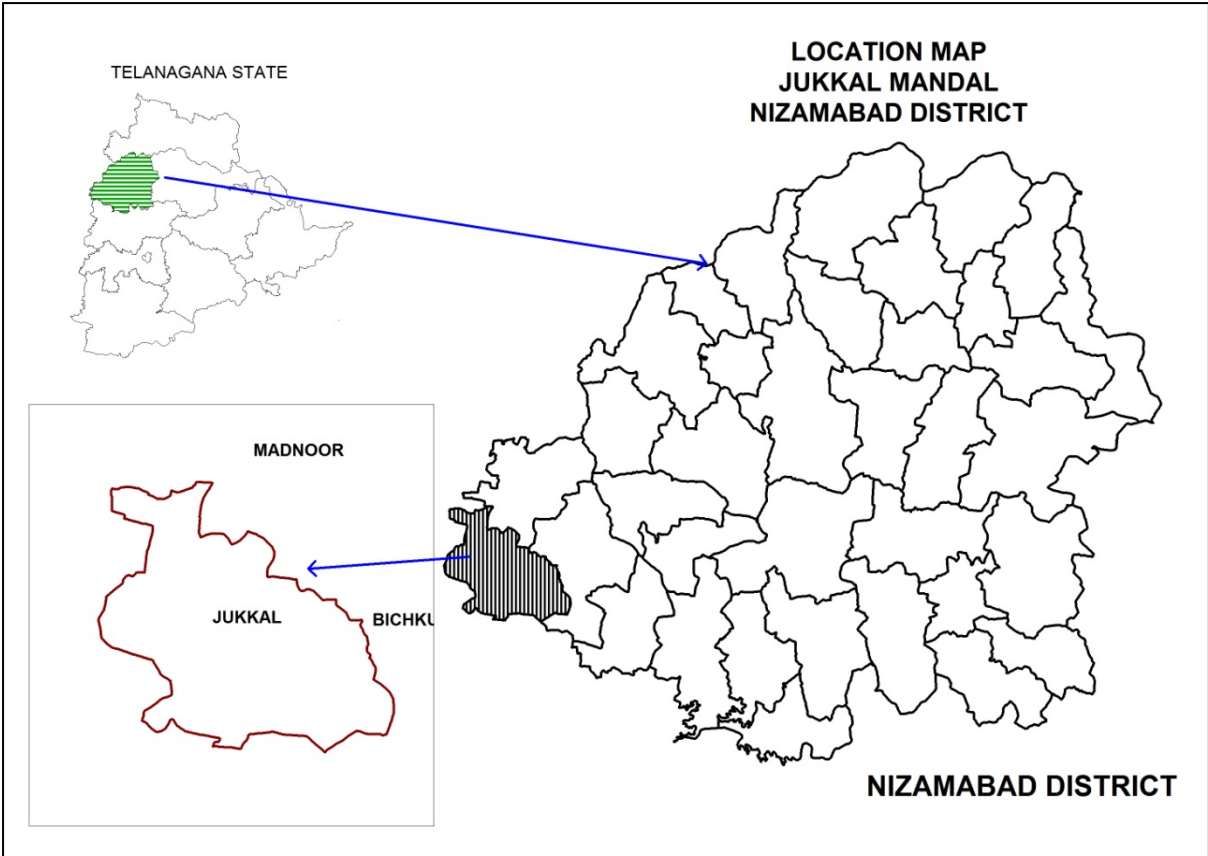 TELANAGANA STATE
LOCATION MAP
JUKKAL MANDAL
NIZAMABAD DISTRICT
MADNOOR
JUKKAL
BICHKU
NIZAMABAD DISTRICT